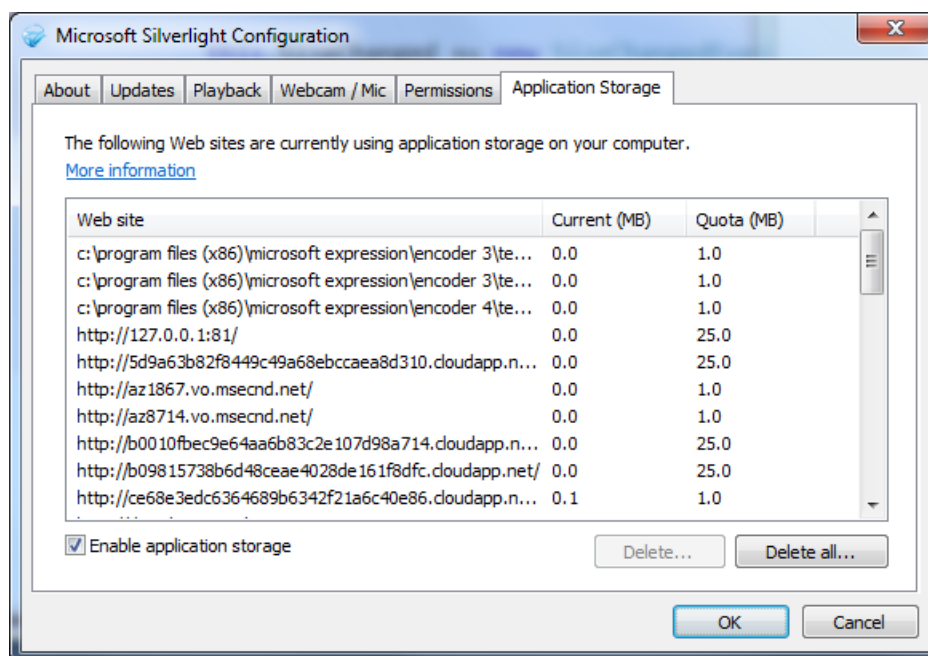 Microsoft Silverlight Configuration
About Updates Playback Webcam / Mic Permissions Application Storage
The following Web sites are currently using application storage on your computer.
More information
Web site Current (MB) Quota (MB)
c:\program files (x86)\microsoft expression\encoder 3\te... 0.0 1.0
c:\program files (x86)\microsoft expression\encoder 3\te... 0.0 1.0
c:\program files (x86)\microsoft expression\encoder 4\te... 0.0 1.0
http://127.0.0.1:81/ 0.0 25.0
http://5d9a63b82f8449c49a68ebccaea8d310.cloudapp.n... 0.0 25.0
http://az1867.vo.msecnd.net/ 0.0 1.0
http://az8714.vo.msecnd.net/ 0.0 1.0
http://b0010fbec9e64aa6b83c2e107d98a714.cloudapp.n... 0.0 25.0
http://b09815738b6d48ceae4028de161f8dfc.cloudapp.net/ 0.0 25.0
http://ce68e3edc6364689b6342f21a6c40e86.cloudapp.n... 0.1 1.0
Enable application storage Delete... Delete all...
OK Cancel